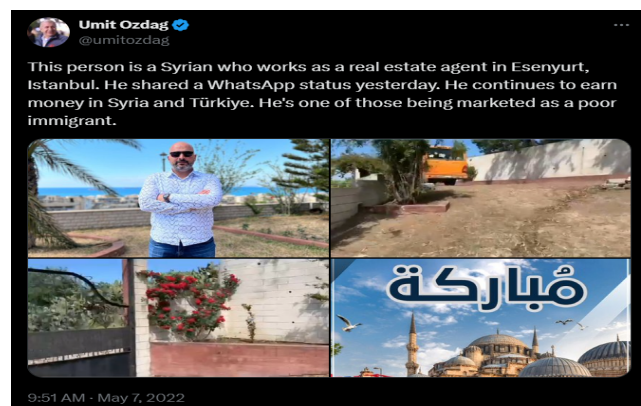 Umit Ozdag
@umitozdag
This person is a Syrian who works as a real estate agent in Esenyurt,
Istanbul. He shared a WhatsApp status yesterday. He continues to earn
money in Syria and Türkiye. He's one of those being marketed as a poor
immigrant.
مُباركة
9:51 AM · May 7, 2022